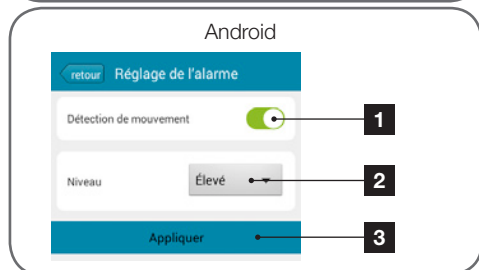 Android
retour Réglage de l'alarme
Détection de mouvement 1
Niveau Élevé 2
Appliquer 3